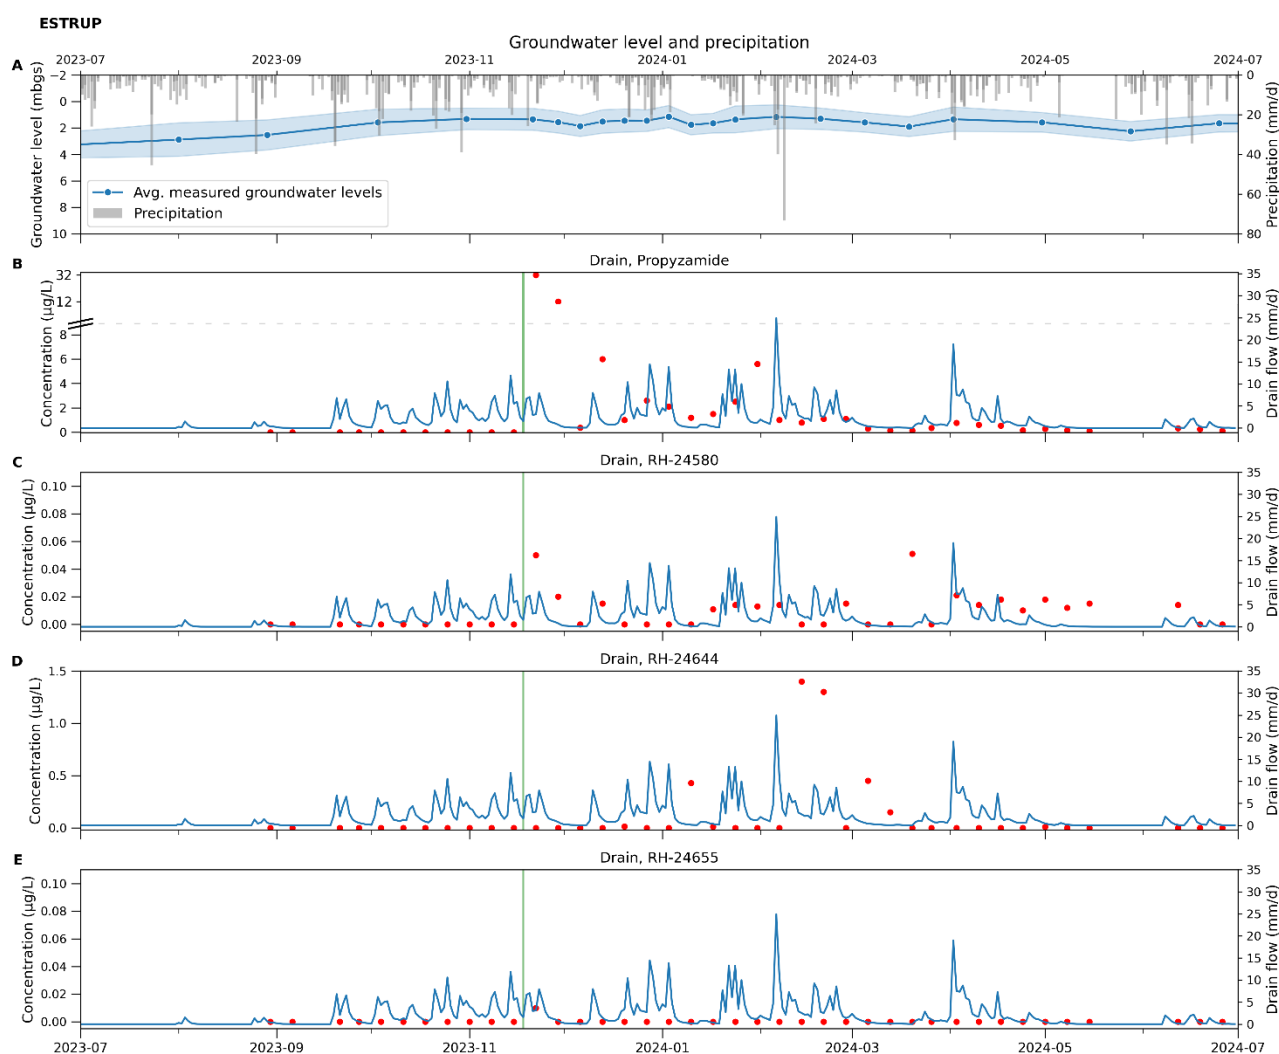 ESTRUP
Groundwater level and precipitation
2023-07 2023-09 2023-11 2024-01 2024-03 2024-05 2024-07
A
Groundwater level (mbgs)
−2
0
2
4
6
8
10
Avg. measured groundwater levels
Precipitation
0
20
40
60
80
Precipitation (mm/d)
B
Drain, Propyzamide
Concentration (µg/L)
32
12
8
6
4
2
0
35
30
25
20
15
10
5
0
Drain flow (mm/d)
C
Drain, RH-24580
Concentration (µg/L)
0.10
0.08
0.06
0.04
0.02
0.00
35
30
25
20
15
10
5
0
Drain flow (mm/d)
D
Drain, RH-24644
Concentration (µg/L)
1.5
1.0
0.5
0.0
35
30
25
20
15
10
5
0
Drain flow (mm/d)
E
Drain, RH-24655
Concentration (µg/L)
0.10
0.08
0.06
0.04
0.02
0.00
35
30
25
20
15
10
5
0
Drain flow (mm/d)
2023-07 2023-09 2023-11 2024-01 2024-03 2024-05 2024-07